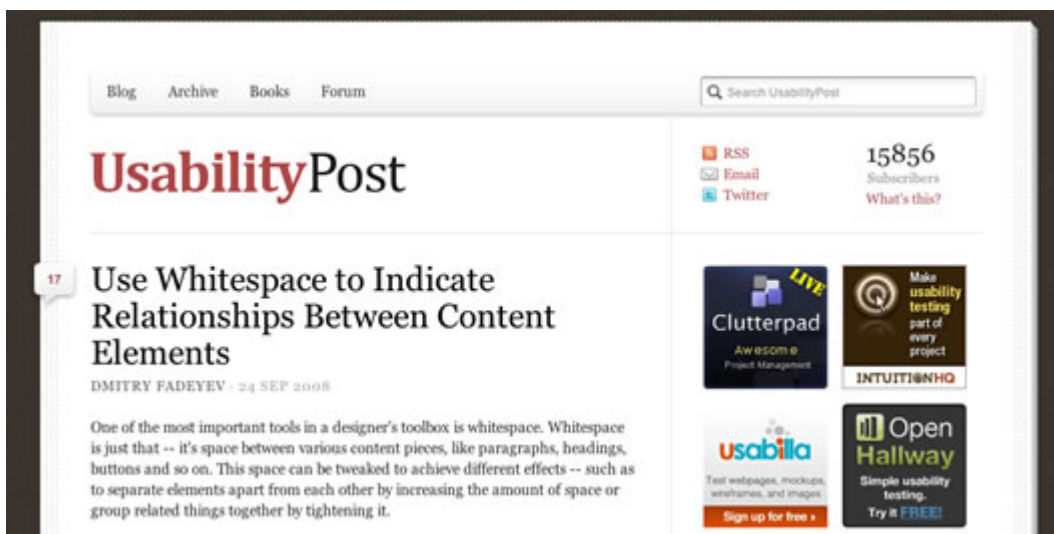 Blog Archive Books Forum
Search UsabilityPost
UsabilityPost
RSS
Email
Twitter
15856
Subscribers
What's this?
17
Use Whitespace to Indicate
Relationships Between Content
Elements
DMITRY FADEYEV · 24 SEP 2008
One of the most important tools in a designer's toolbox is whitespace. Whitespace
is just that -- it's space between various content pieces, like paragraphs, headings,
buttons and so on. This space can be tweaked to achieve different effects -- such as
to separate elements apart from each other by increasing the amount of space or
group related things together by tightening it.
LIVE
Clutterpad
Awesome
Project Management
Make
usability
testing
part of
every
project
INTUITIONHQ
usabilla
Test webpages, mockups,
wireframes, and images
Sign up for free »
Open
Hallway
Simple usability
testing.
Try it FREE!